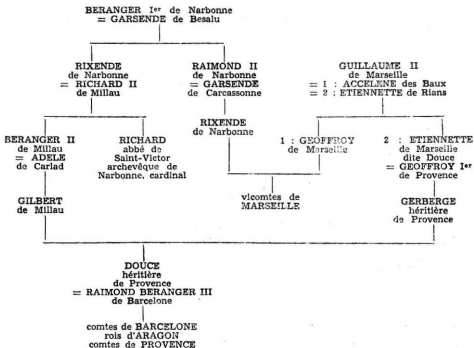 BERANGER Ier de Narbonne
= GARSENDE de Besalu
RIXENDE
de Narbonne
= RICHARD II
de Millau
RAIMOND II
de Narbonne
= GARSENDE
de Carcassonne
GUILLAUME II
de Marseille
= 1 : ACCELENE des Baux
= 2 : ETIENNETTE de Rians
BERANGER II
de Millau
= ADELE
de Carlad
RICHARD
abbé de
Saint-Victor
archevêque de
Narbonne, cardinal
RIXENDE
de Narbonne
1 : GEOFFROY
de Marseille
2 : ETIENNETTE
de Marseille
dite Douce
= GEOFFROY Ier
de Provence
GILBERT
de Millau
vicomtes de
MARSEILLE
GERBERGE
héritière
de Provence
DOUCE
héritière
de Provence
= RAIMOND BERANGER III
de Barcelone
comtes de BARCELONE
rois d'ARAGON
comtes de PROVENCE